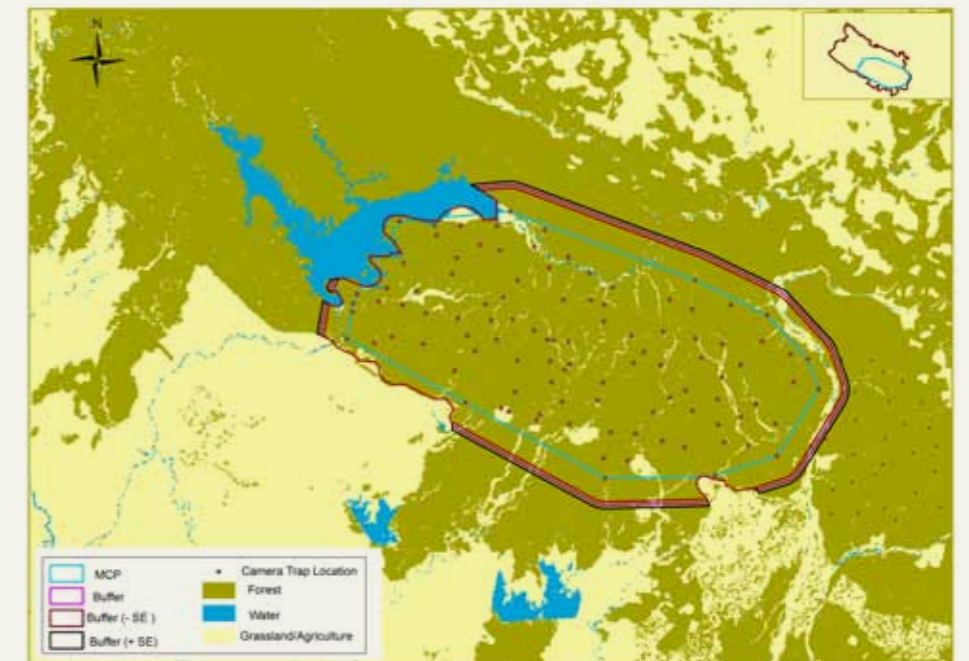 N
MCP
Buffer
Buffer (- SE )
Buffer (+ SE)
Camera Trap Location
Forest
Water
Grassland/Agriculture